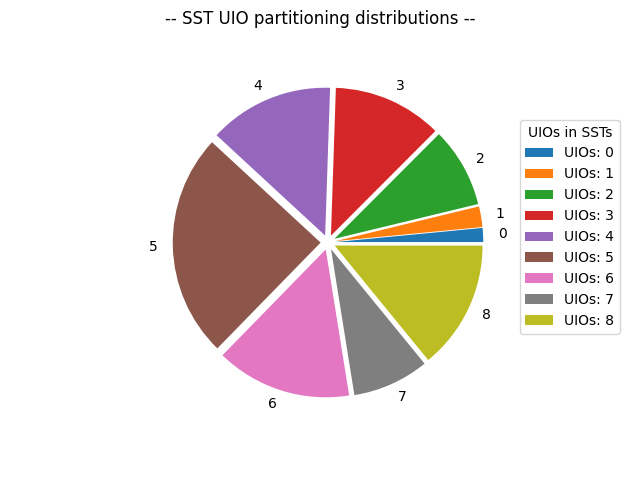 -- SST UIO partitioning distributions --
4
3
2
1
0
5
6
7
8
UIOs in SSTs
UIOs: 0
UIOs: 1
UIOs: 2
UIOs: 3
UIOs: 4
UIOs: 5
UIOs: 6
UIOs: 7
UIOs: 8